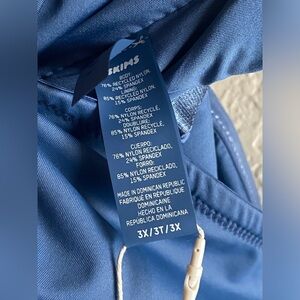 SKIMS
BODY:
76% RECYCLED NYLON,
24% SPANDEX
LINING:
85% RECYCLED NYLON,
15% SPANDEX
CORPS:
76% NYLON RECYCLÉ,
24% SPANDEX
DOUBLURE:
85% NYLON RECYCLÉ,
15% SPANDEX
CUERPO:
76% NYLON RECICLADO,
24% SPANDEX
FORRO:
85% NYLON RECICLADO,
15% SPANDEX
MADE IN DOMINICAN REPUBLIC
FABRIQUÉ EN RÉPUBLIQUE
DOMINICAINE
HECHO EN LA
REPÚBLICA DOMINICANA
3X/3T/3X